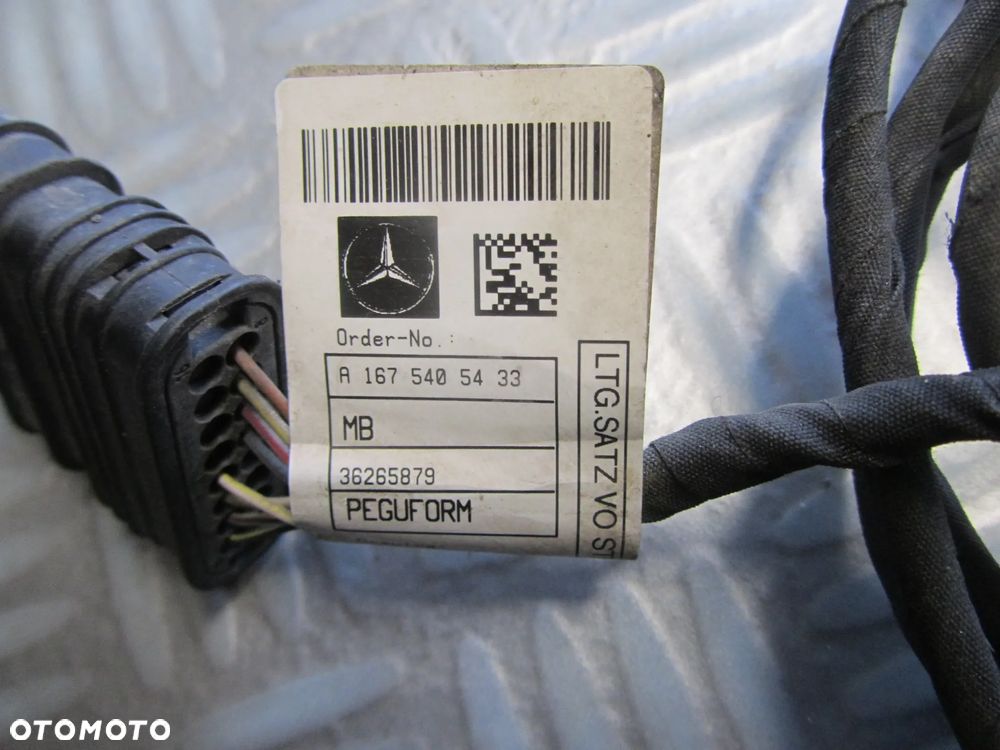 Order-No.:
A 167 540 54 33
MB
36265879
PEGUFORM
LTG.SATZ VO ST
OTOMOTO